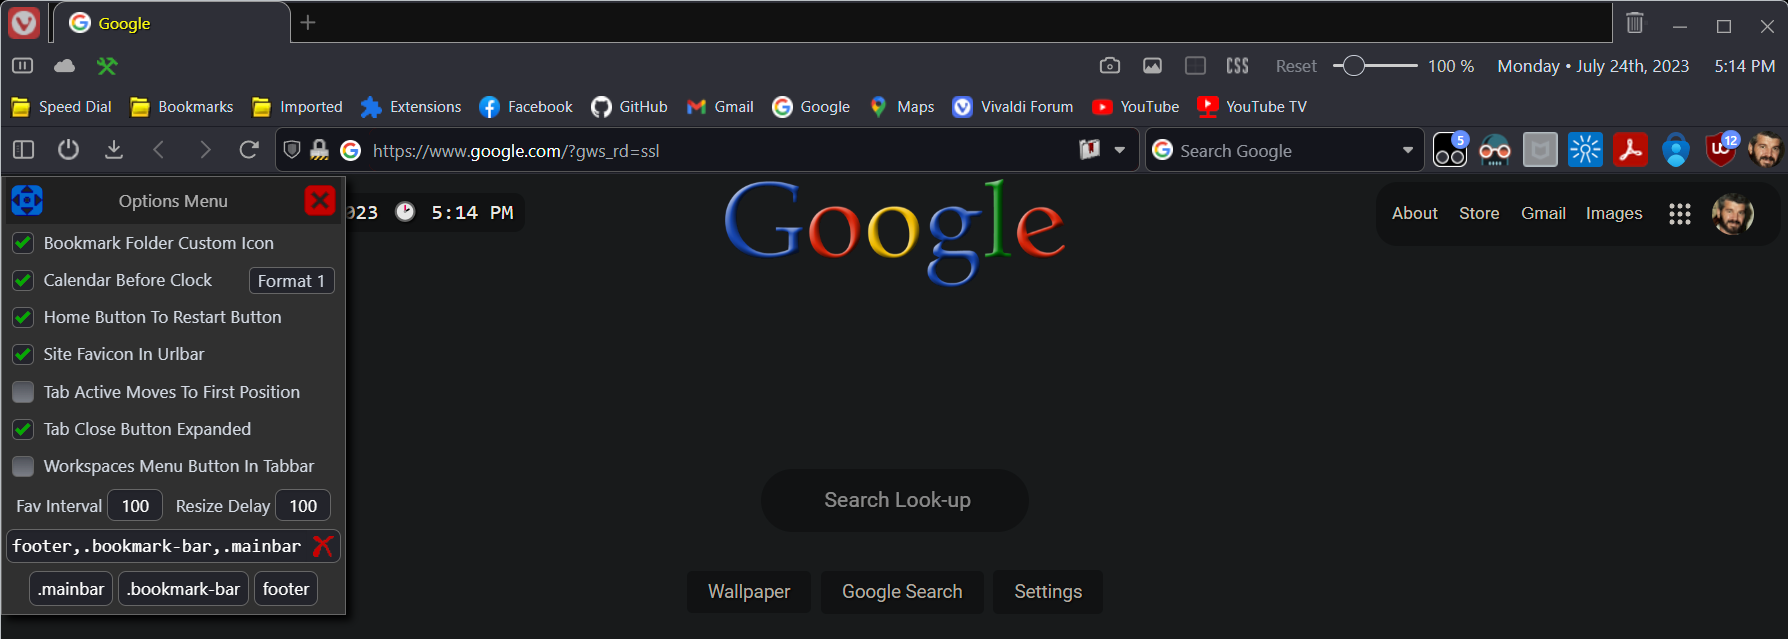 Google
CSS Reset 100 % Monday • July 24th, 2023 5:14 PM
Speed Dial Bookmarks Imported Extensions Facebook GitHub Gmail Google Maps Vivaldi Forum YouTube YouTube TV
https://www.google.com/?gws_rd=ssl Search Google 5 12
Options Menu
023 5:14 PM
Google
About Store Gmail Images
Bookmark Folder Custom Icon
Calendar Before Clock Format 1
Home Button To Restart Button
Site Favicon In Urlbar
Tab Active Moves To First Position
Tab Close Button Expanded
Workspaces Menu Button In Tabbar
Fav Interval 100 Resize Delay 100
Search Look-up
footer,.bookmark-bar,.mainbar
.mainbar .bookmark-bar footer
Wallpaper Google Search Settings